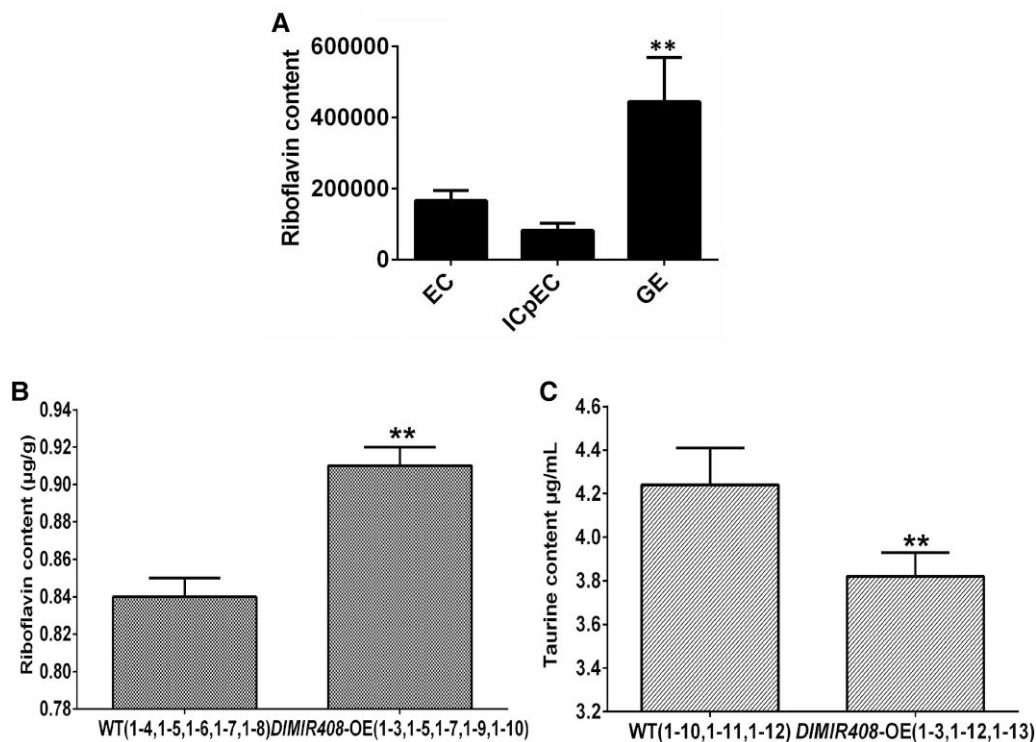 A
Riboflavin content
600000
400000
200000
0
**
EC
ICpEC
GE
B
Riboflavin content (µg/g)
0.94
0.92
0.90
0.88
0.86
0.84
0.82
0.80
0.78
**
WT(1-4,1-5,1-6,1-7,1-8)
DIMIR408-OE(1-3,1-5,1-7,1-9,1-10)
C
Taurine content µg/mL
4.6
4.4
4.2
4.0
3.8
3.6
3.4
3.2
**
WT(1-10,1-11,1-12)
DIMIR408-OE(1-3,1-12,1-13)